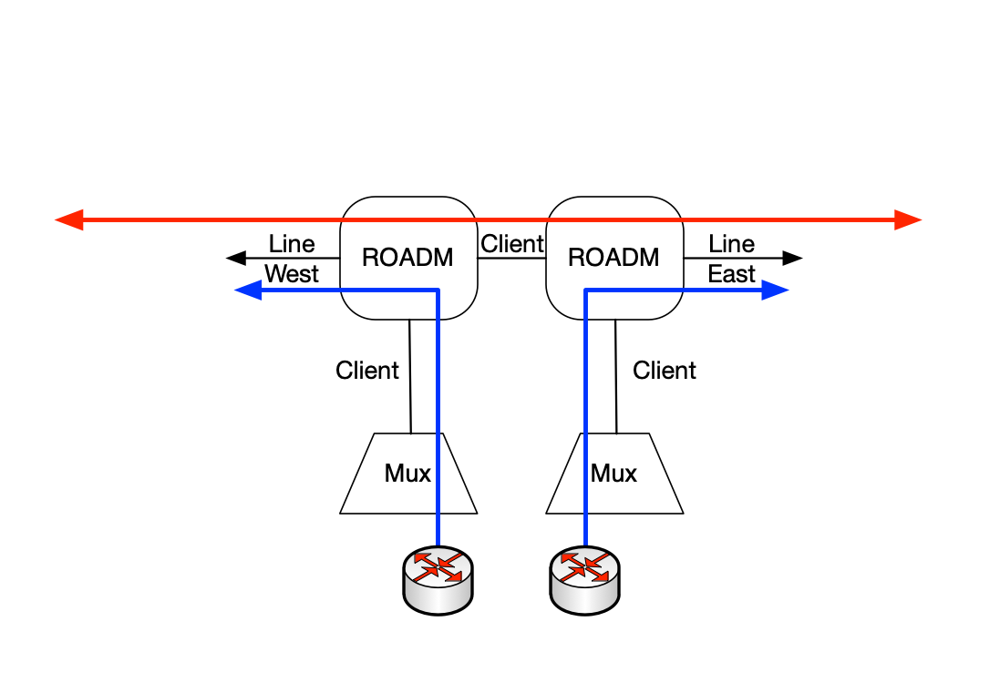 Line
Client
Line
ROADM
ROADM
West
East
Client
Client
Mux
Mux